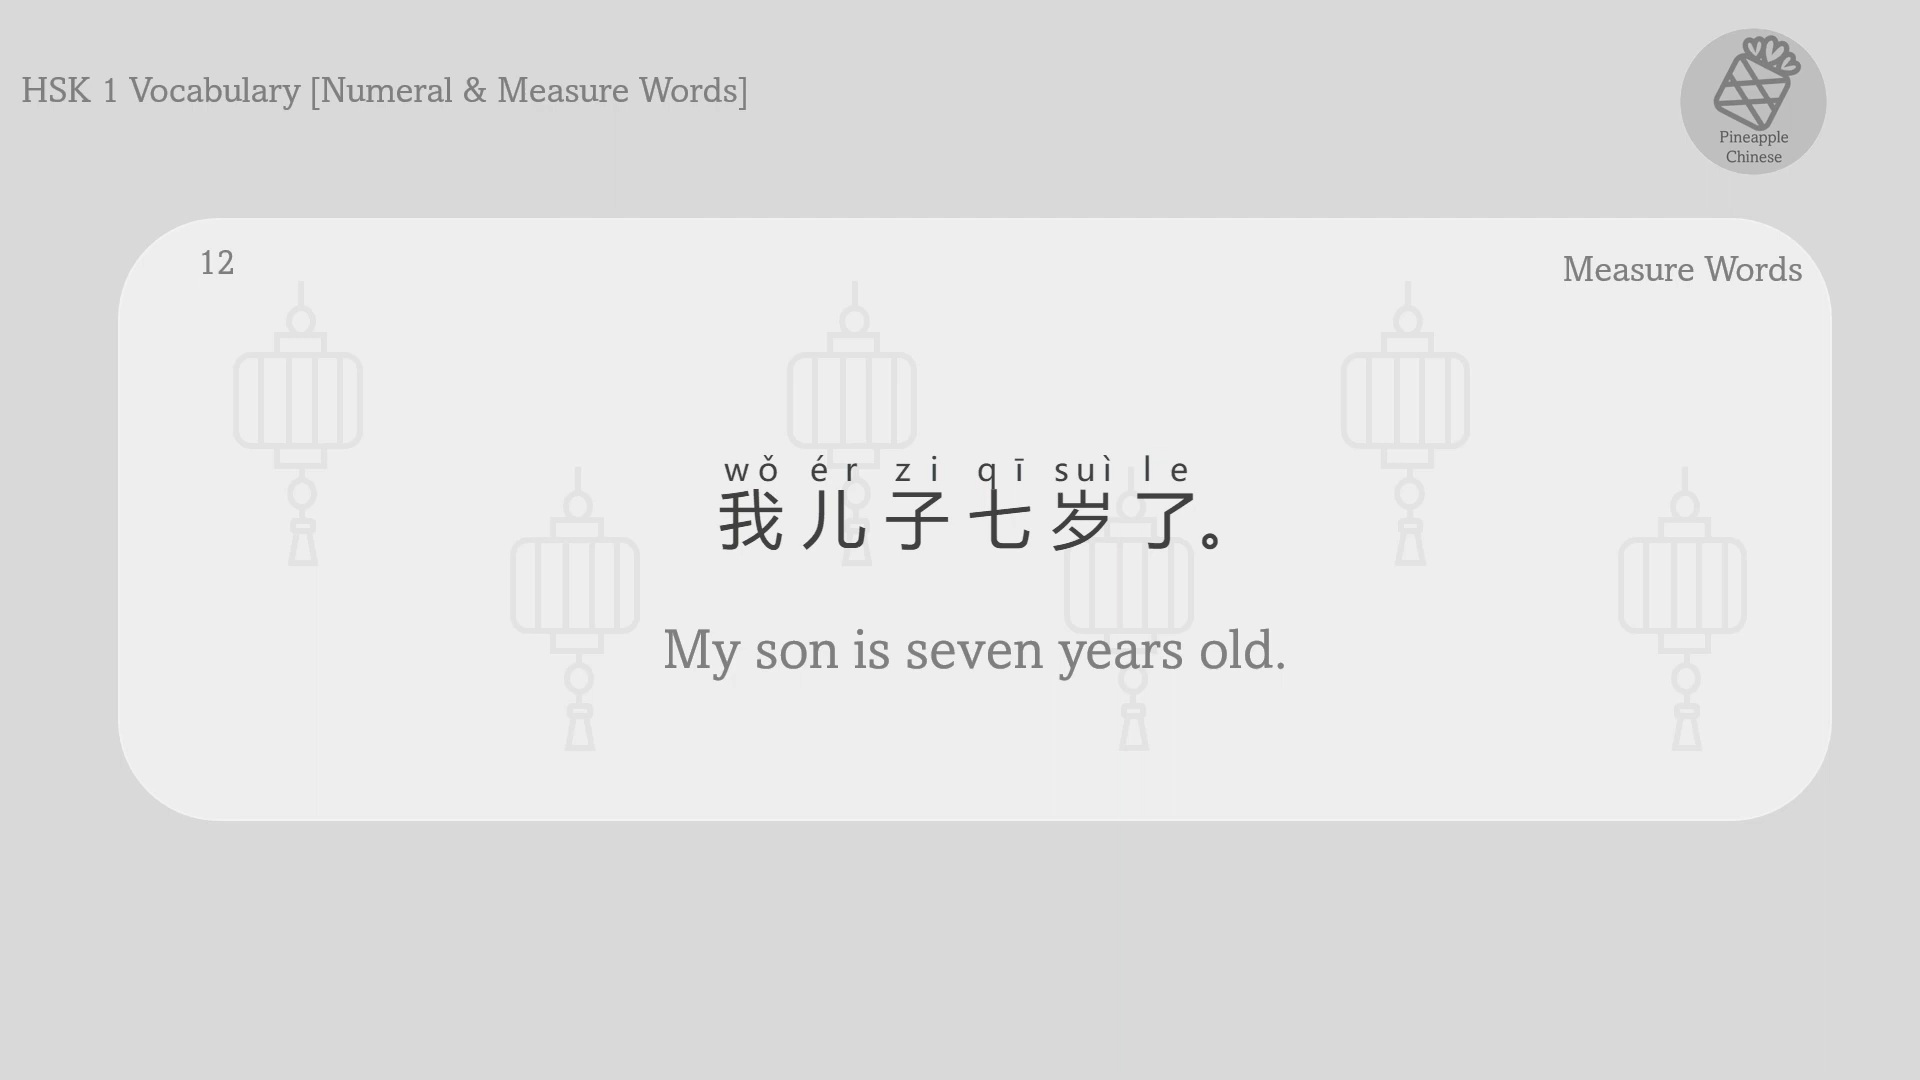 HSK 1 Vocabulary [Numeral & Measure Words]
Pineapple
Chinese
12
Measure Words
wǒ ér zi qī suì le
我儿子七岁了。
My son is seven years old.